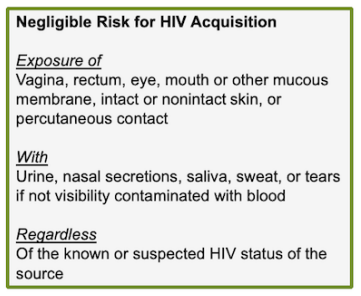 Negligible Risk for HIV Acquisition
Exposure of
Vagina, rectum, eye, mouth or other mucous
membrane, intact or nonintact skin, or
percutaneous contact
With
Urine, nasal secretions, saliva, sweat, or tears
if not visibility contaminated with blood
Regardless
Of the known or suspected HIV status of the
source